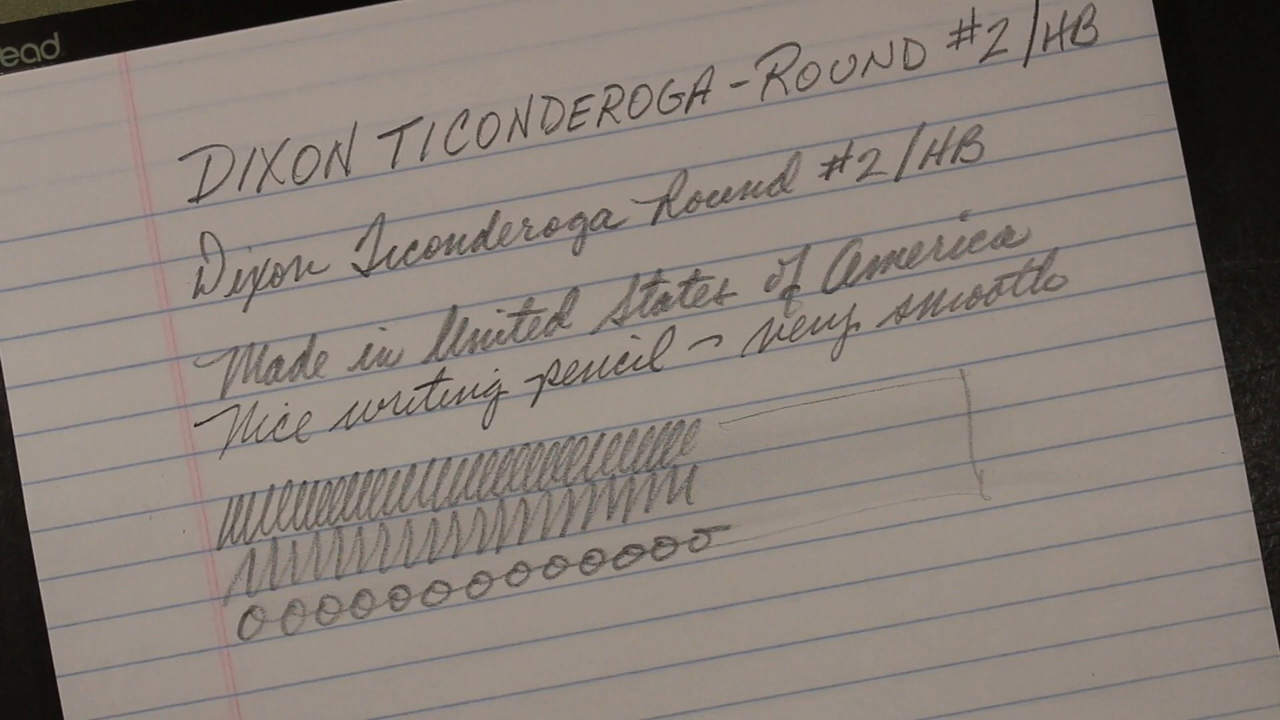 ead
DIXON TICONDEROGA - ROUND #2/HB
Dixon Ticonderoga Round #2/HB
Made in United States of America
Nice writing pencil - very smooth